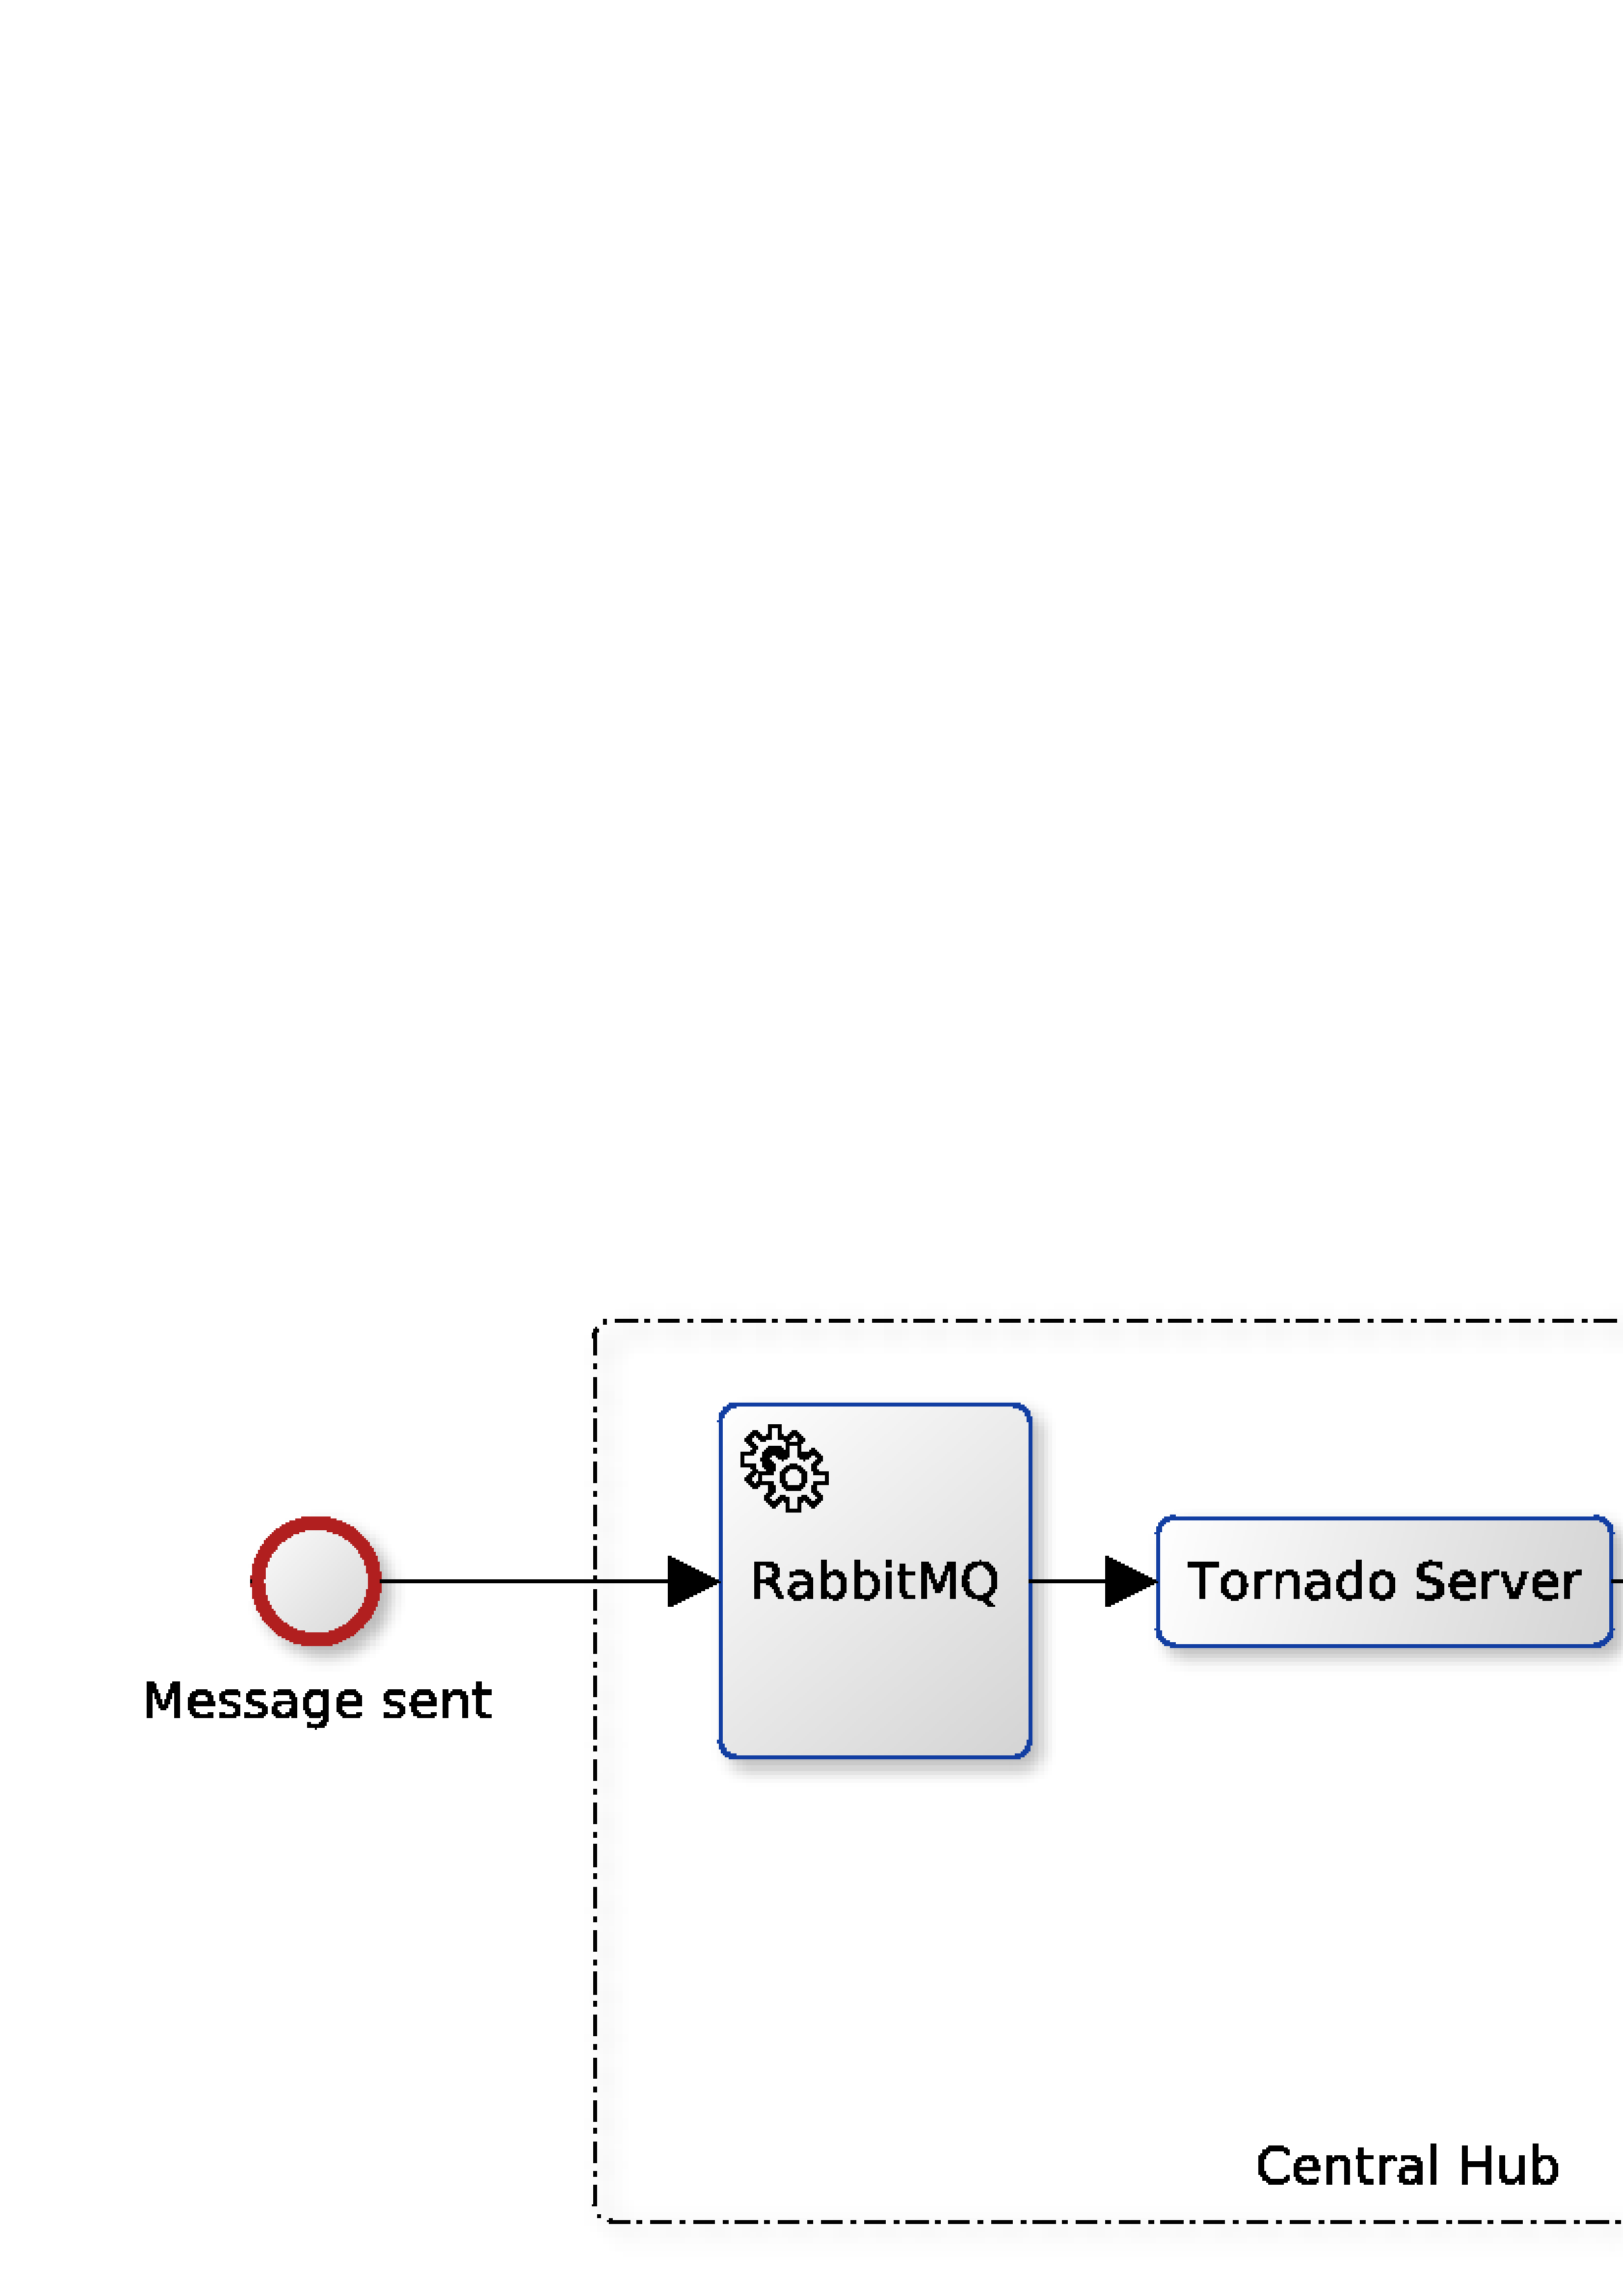 RabbitMQ
Tornado Server
Message sent
Central Hub